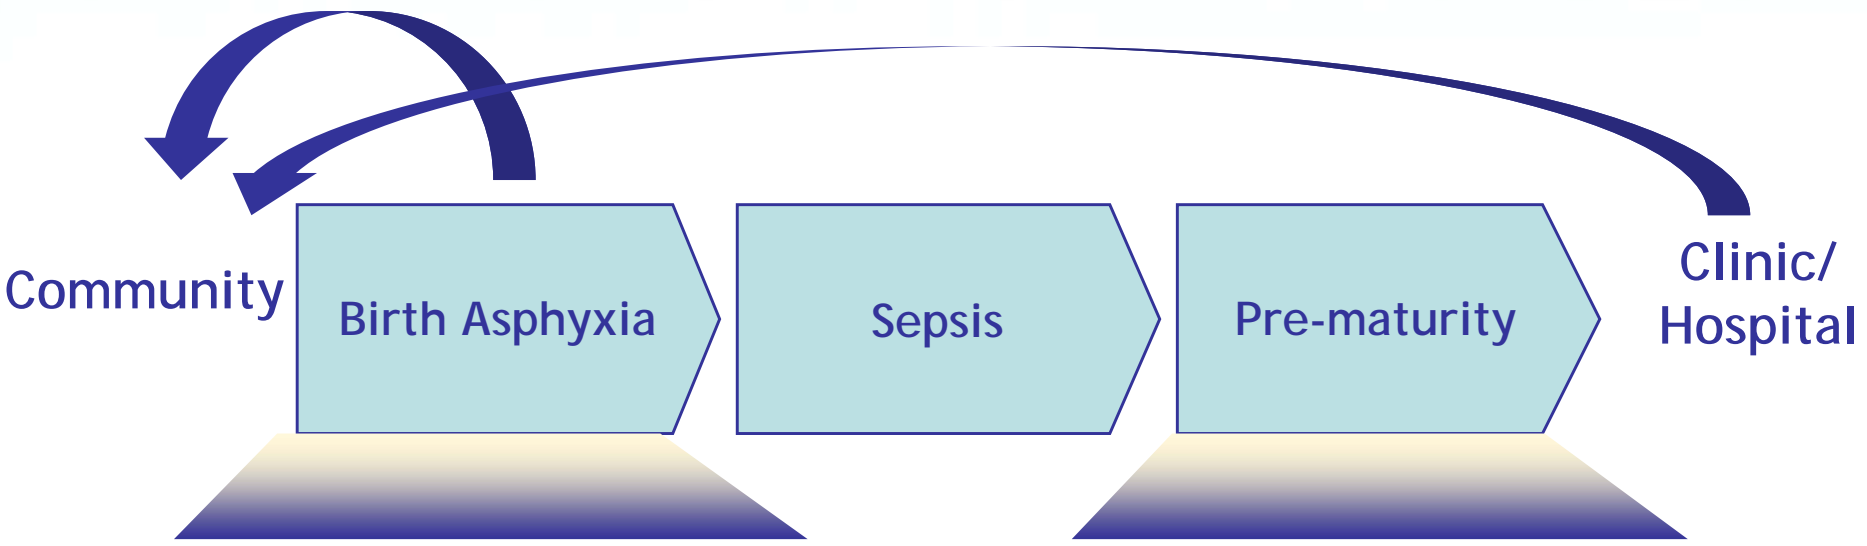 Community
Birth Asphyxia
Sepsis
Pre-maturity
Clinic/
Hospital